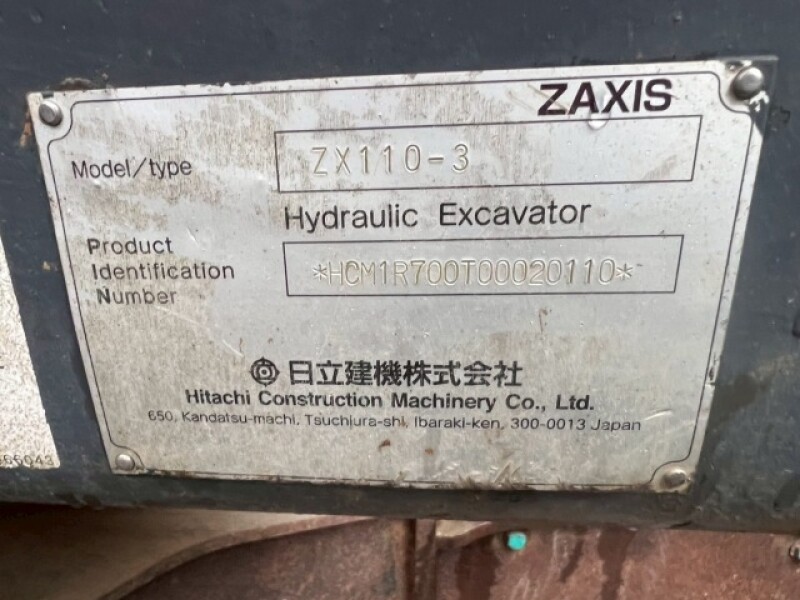 ZAXIS
Model/type ZX110-3
Hydraulic Excavator
Product
Identification *HCM1R700T00020110*
Number
日立建機株式会社
Hitachi Construction Machinery Co., Ltd.
650, Kandatsu-machi, Tsuchiura-shi, Ibaraki-ken, 300-0013 Japan